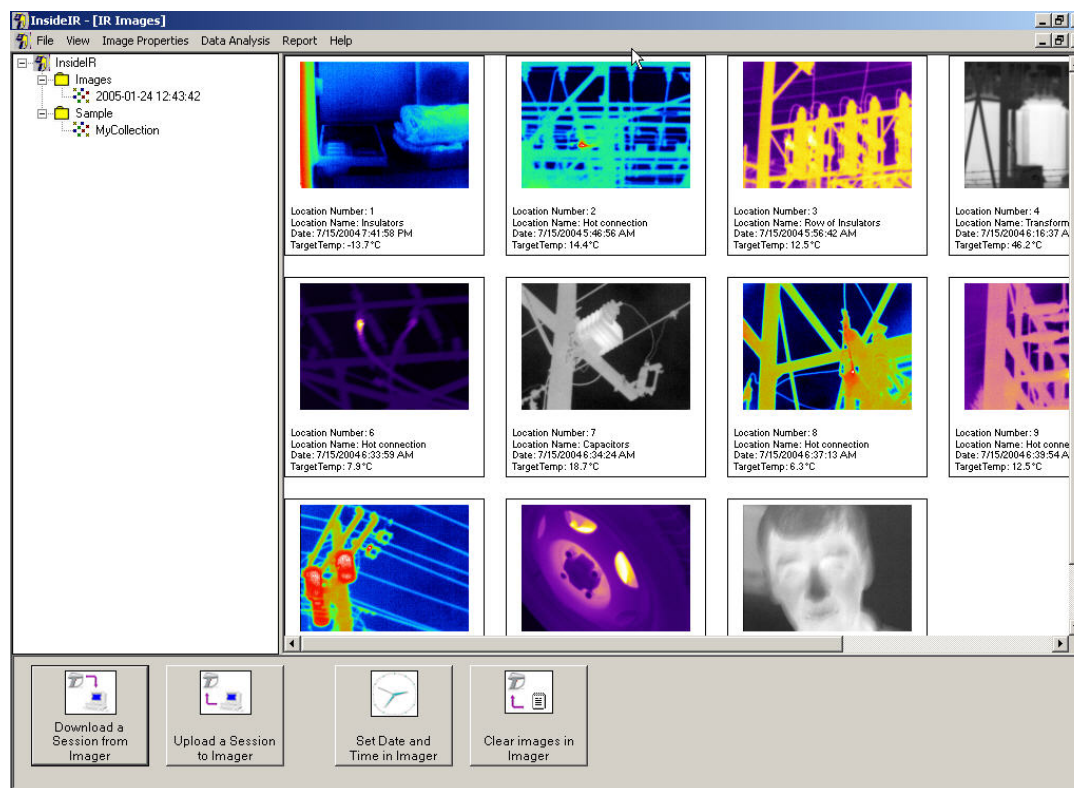 InsideIR - [IR Images]
File View Image Properties Data Analysis Report Help
InsideIR
Images
2005-01-24 12:43:42
Sample
MyCollection
Location Number: 1
Location Name: Insulators
Date: 7/15/2004 7:41:58 PM
TargetTemp: -13.7°C
Location Number: 2
Location Name: Hot connection
Date: 7/15/2004 5:46:56 AM
TargetTemp: 14.4°C
Location Number: 3
Location Name: Row of Insulators
Date: 7/15/2004 5:56:42 AM
TargetTemp: 12.5°C
Location Number: 4
Location Name: Transform
Date: 7/15/2004 6:16:37 A
TargetTemp: 46.2°C
Location Number: 6
Location Name: Hot connection
Date: 7/15/2004 6:33:59 AM
TargetTemp: 7.9°C
Location Number: 7
Location Name: Capacitors
Date: 7/15/2004 6:34:24 AM
TargetTemp: 18.7°C
Location Number: 8
Location Name: Hot connection
Date: 7/15/2004 6:37:13 AM
TargetTemp: 6.3°C
Location Number: 9
Location Name: Hot conne
Date: 7/15/2004 6:39:54 A
TargetTemp: 12.5°C
Download a
Session from
Imager
Upload a Session
to Imager
Set Date and
Time in Imager
Clear images in
Imager